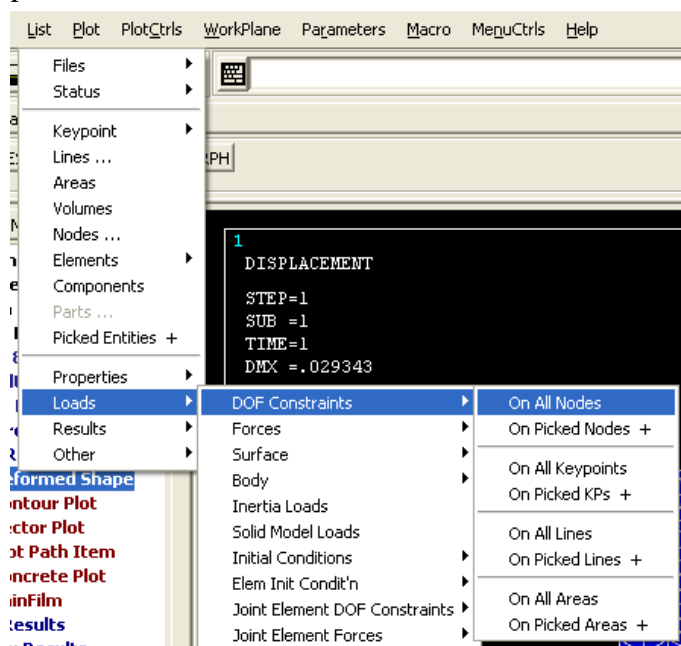 List Plot PlotCtrls WorkPlane Parameters Macro MenuCtrls Help
Files
Status
Keypoint
Lines ...
Areas
Volumes
Nodes ...
Elements
Components
Parts ...
Picked Entities +
Properties
Loads
Results
Other
RPH
1
DISPLACEMENT
STEP=1
SUB =1
TIME=1
DMX =.029343
DOF Constraints
Forces
Surface
Body
Inertia Loads
Solid Model Loads
Initial Conditions
Elem Init Condit'n
Joint Element DOF Constraints
Joint Element Forces
On All Nodes
On Picked Nodes +
On All Keypoints
On Picked KPs +
On All Lines
On Picked Lines +
On All Areas
On Picked Areas +
eformed Shape
ontour Plot
ector Plot
ot Path Item
oncrete Plot
inFilm
Results